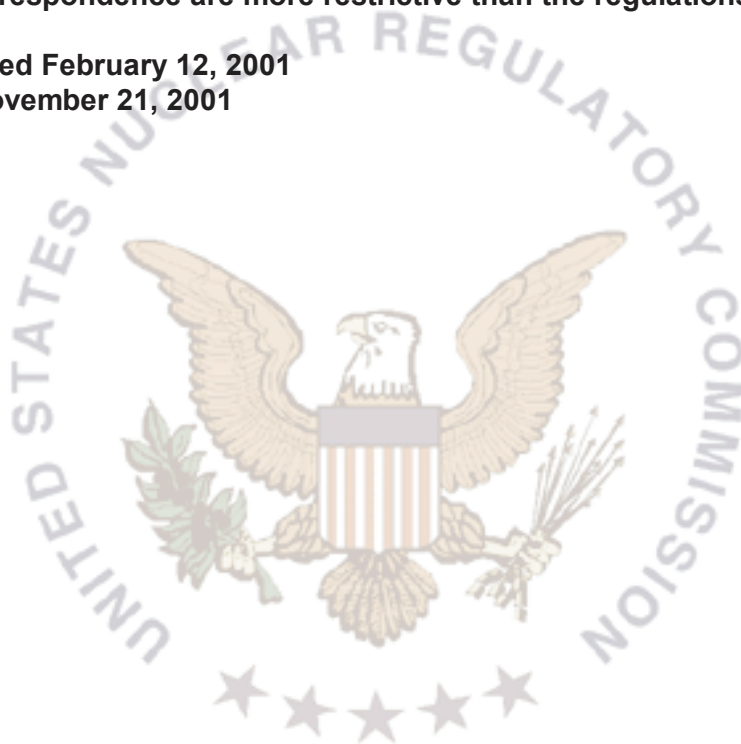 respondence are more restrictive than the regulations
ed February 12, 2001
ovember 21, 2001
UNITED STATES NUCLEAR REGULATORY COMMISSION